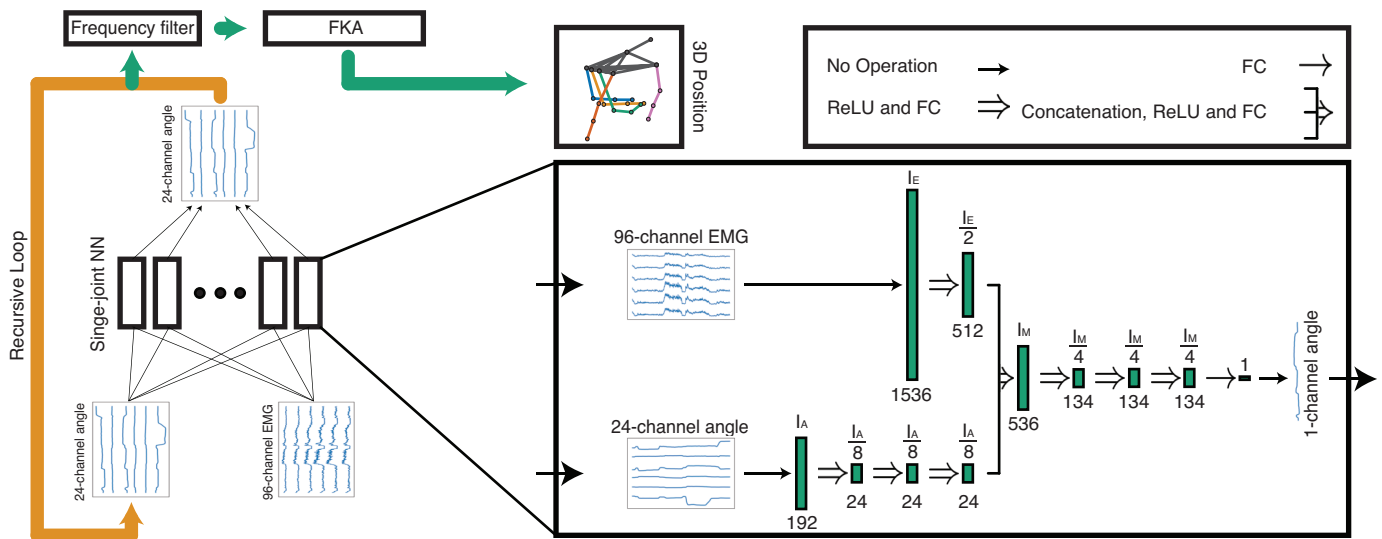 Frequency filter
FKA
3D Position
No Operation
FC
ReLU and FC
Concatenation, ReLU and FC
24-channel angle
Recursive Loop
Singe-joint NN
24-channel angle
96-channel EMG
96-channel EMG
IE
1536
IE
2
512
24-channel angle
IA
192
IA
8
24
IA
8
24
IA
8
24
IM
536
IM
4
134
IM
4
134
IM
4
134
1
1-channel angle